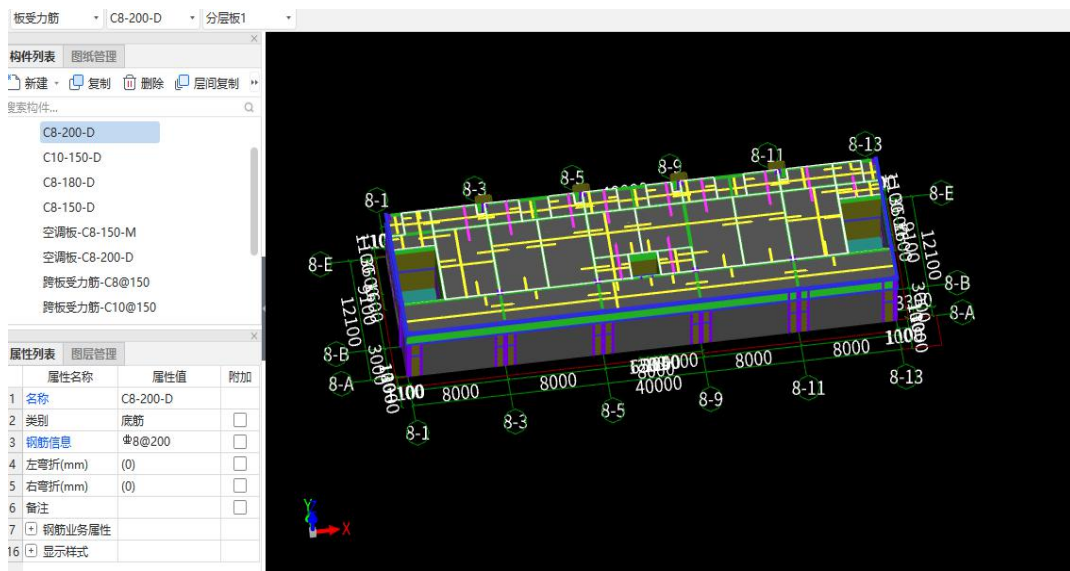 板受力筋 C8-200-D 分层板1
构件列表 图纸管理
新建 复制 删除 层间复制
搜索构件...
C8-200-D
C10-150-D
C8-180-D
C8-150-D
空调板-C8-150-M
空调板-C8-200-D
跨板受力筋-C8@150
跨板受力筋-C10@150
属性列表 图层管理
属性名称 属性值 附加
1 名称 C8-200-D
2 类别 底筋
3 钢筋信息 ⏀8@200
4 左弯折(mm) (0)
5 右弯折(mm) (0)
6 备注
7 + 钢筋业务属性
16 + 显示样式
8-1 8-3 8-5 8-9 8-11 8-13
8-E 8-E
12100 12100
8-B 8-B
8-A 8-A
8000 8000 8000 8000
40000
8-1 8-3 8-5 8-9 8-11 8-13
Y
X